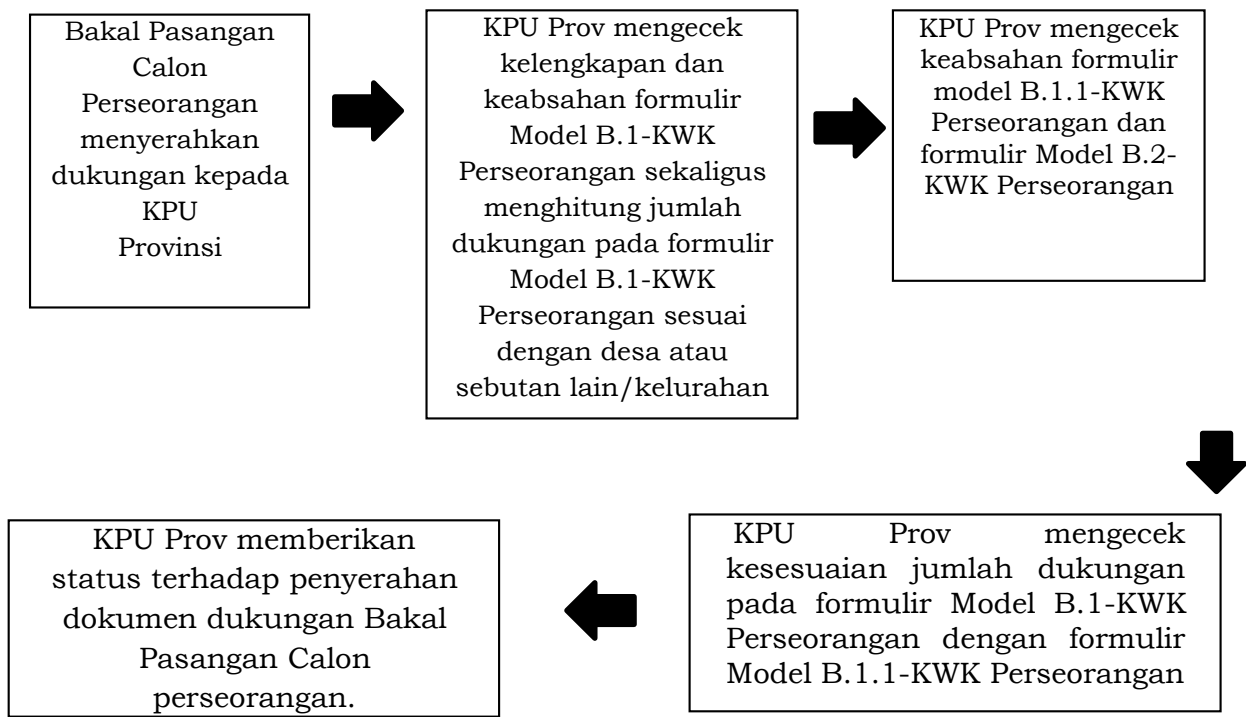 Bakal Pasangan
Calon
Perseorangan
menyerahkan
dukungan kepada
KPU
Provinsi
KPU Prov mengecek
kelengkapan dan
keabsahan formulir
Model B.1-KWK
Perseorangan sekaligus
menghitung jumlah
dukungan pada formulir
Model B.1-KWK
Perseorangan sesuai
dengan desa atau
sebutan lain/kelurahan
KPU Prov mengecek
keabsahan formulir
model B.1.1-KWK
Perseorangan dan
formulir Model B.2-
KWK Perseorangan
KPU Prov mengecek
kesesuaian jumlah dukungan
pada formulir Model B.1-KWK
Perseorangan dengan formulir
Model B.1.1-KWK Perseorangan
KPU Prov memberikan
status terhadap penyerahan
dokumen dukungan Bakal
Pasangan Calon
perseorangan.